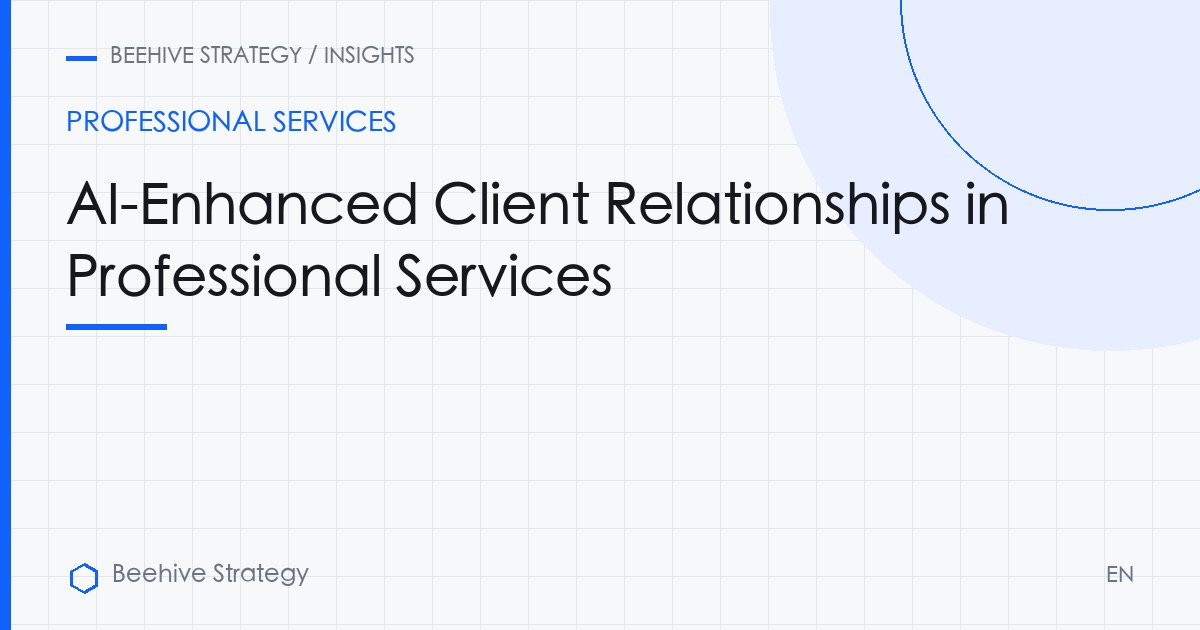 BEEHIVE STRATEGY / INSIGHTS
PROFESSIONAL SERVICES
AI-Enhanced Client Relationships in
Professional Services
Beehive Strategy
EN